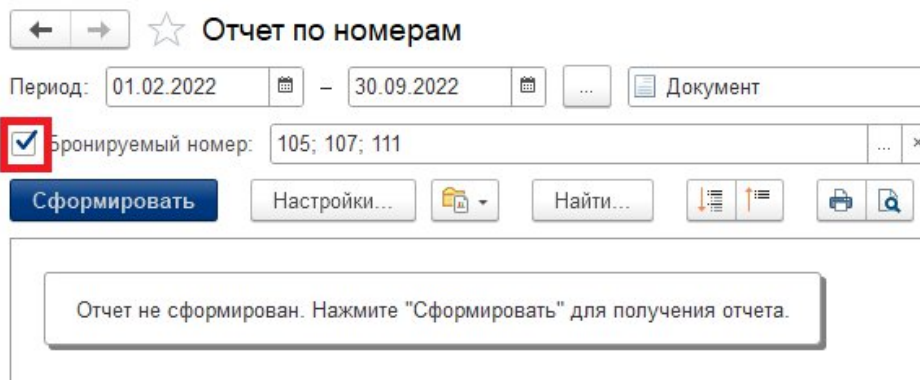 Отчет по номерам
Период: 01.02.2022 – 30.09.2022 ... Документ
Бронируемый номер: 105; 107; 111 ... ×
Сформировать Настройки... Найти...
Отчет не сформирован. Нажмите "Сформировать" для получения отчета.